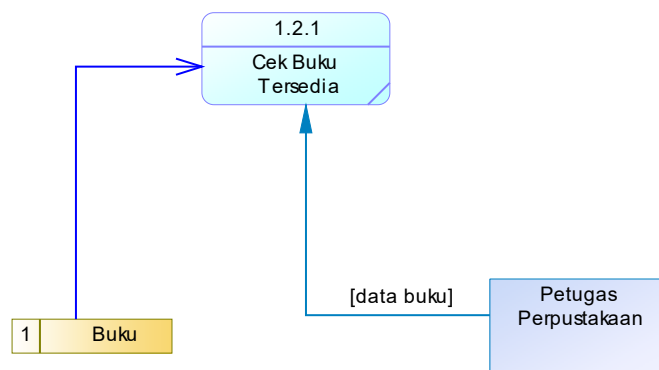 1.2.1
Cek Buku
Tersedia
[data buku]
Petugas
Perpustakaan
1
Buku